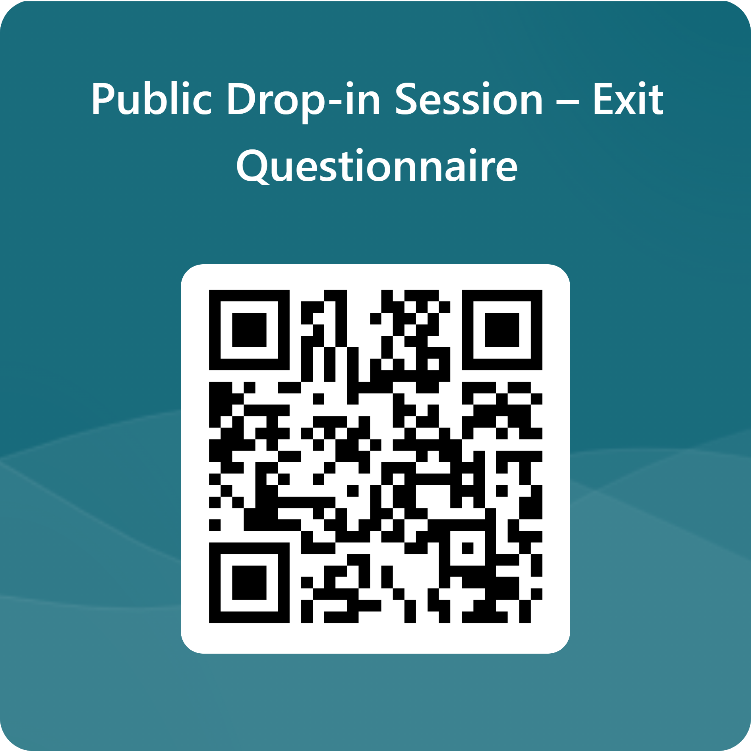 Public Drop-in Session – Exit
Questionnaire